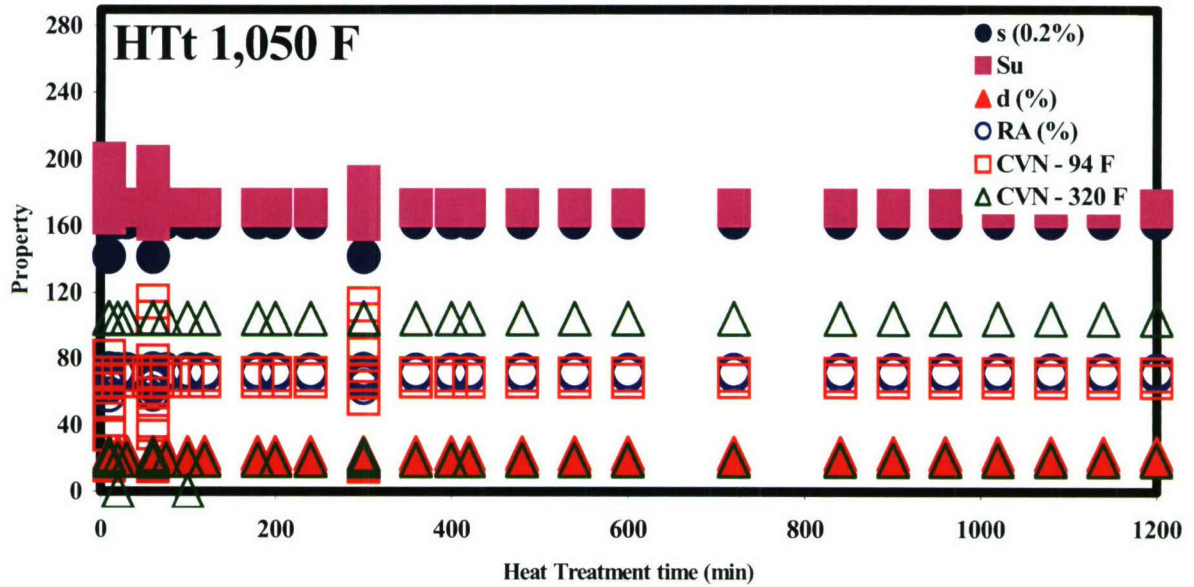 HTt 1,050 F
s (0.2%)
Su
d (%)
RA (%)
CVN - 94 F
CVN - 320 F
280
240
200
160
120
80
40
0
Property
0 200 400 600 800 1000 1200
Heat Treatment time (min)